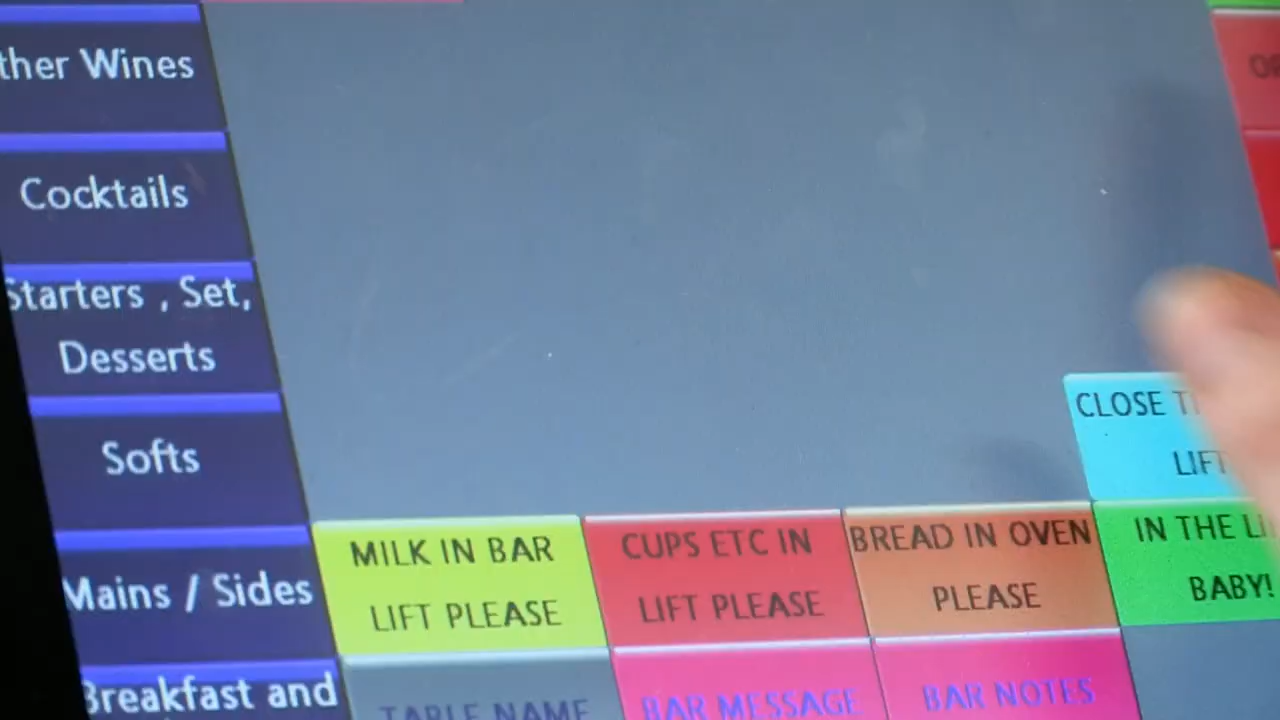 ther Wines
Cocktails
Starters , Set,
Desserts
Softs
Mains / Sides
Breakfast and
CLOSE T
LIFT
MILK IN BAR
LIFT PLEASE
CUPS ETC IN
LIFT PLEASE
BREAD IN OVEN
PLEASE
IN THE LI
BABY!
TABLE NAME
BAR MESSAGE
BAR NOTES